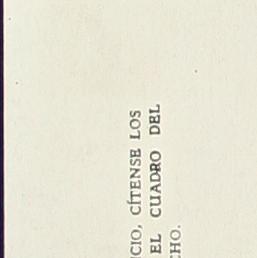 CIO, CÍTENSE LOS
EL CUADRO DEL
CHO.